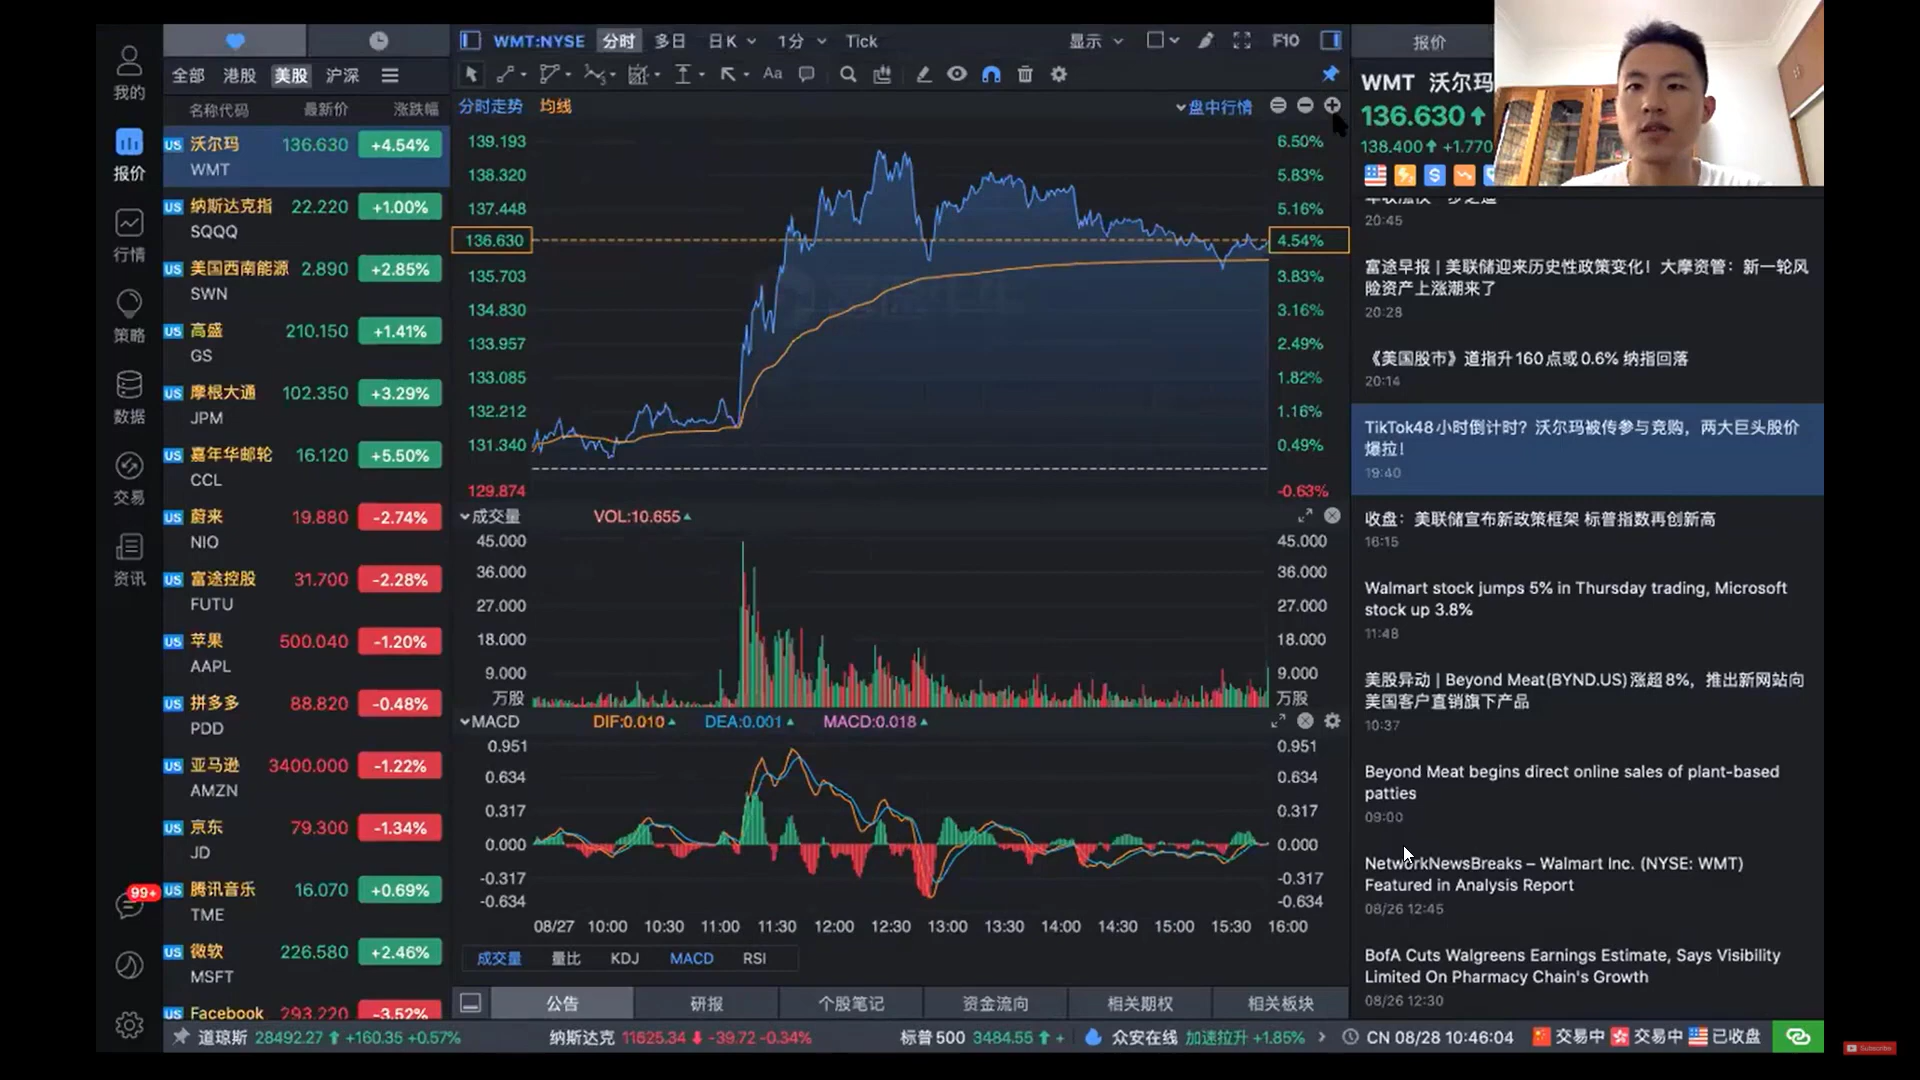 我的
报价
行情
策略
数据
交易
资讯
99+
全部 港股 美股 沪深
名称代码 最新价 涨跌幅
US 沃尔玛 136.630 +4.54%
WMT
US 纳斯达克指 22.220 +1.00%
SQQQ
US 美国西南能源 2.890 +2.85%
SWN
US 高盛 210.150 +1.41%
GS
US 摩根大通 102.350 +3.29%
JPM
US 嘉年华邮轮 16.120 +5.50%
CCL
US 蔚来 19.880 -2.74%
NIO
US 富途控股 31.700 -2.28%
FUTU
US 苹果 500.040 -1.20%
AAPL
US 拼多多 88.820 -0.48%
PDD
US 亚马逊 3400.000 -1.22%
AMZN
US 京东 79.300 -1.34%
JD
US 腾讯音乐 16.070 +0.69%
TME
US 微软 226.580 +2.46%
MSFT
Facebook 293.220 -3.52%
WMT:NYSE 分时 多日 日K 1分 Tick 显示 F10
Aa
分时走势 均线 盘中行情
139.193 6.50%
138.320 5.83%
137.448 5.16%
136.630 4.54%
135.703 3.83%
134.830 3.16%
133.957 2.49%
133.085 1.82%
132.212 1.16%
131.340 0.49%
129.874 -0.63%
成交量 VOL:10.655
45.000 45.000
36.000 36.000
27.000 27.000
18.000 18.000
9.000 9.000
万股 万股
MACD DIF:0.010 DEA:0.001 MACD:0.018
0.951 0.951
0.634 0.634
0.317 0.317
0.000 0.000
-0.317 -0.317
-0.634 -0.634
08/27 10:00 10:30 11:00 11:30 12:00 12:30 13:00 13:30 14:00 14:30 15:00 15:30 16:00
成交量 量比 KDJ MACD RSI
公告 研报 个股笔记 资金流向 相关期权 相关板块
报价
WMT 沃尔玛
136.630
138.400 +1.770
20:45
富途早报 | 美联储迎来历史性政策变化！大摩资管：新一轮风
险资产上涨潮来了
20:28
《美国股市》道指升160点或0.6% 纳指回落
20:14
TikTok48小时倒计时？沃尔玛被传参与竞购，两大巨头股价
爆拉！
19:40
收盘：美联储宣布新政策框架 标普指数再创新高
16:15
Walmart stock jumps 5% in Thursday trading, Microsoft
stock up 3.8%
11:48
美股异动 | Beyond Meat(BYND.US)涨超8%，推出新网站向
美国客户直销旗下产品
10:37
Beyond Meat begins direct online sales of plant-based
patties
09:00
NetworkNewsBreaks – Walmart Inc. (NYSE: WMT)
Featured in Analysis Report
08/26 12:45
BofA Cuts Walgreens Earnings Estimate, Says Visibility
Limited On Pharmacy Chain's Growth
08/26 12:30
道琼斯 28492.27 +160.35 +0.57% 纳斯达克 11625.34 -39.72 -0.34% 标普500 3484.55 + 众安在线 加速拉升 +1.85% CN 08/28 10:46:04 交易中 交易中 已收盘
Subscribe